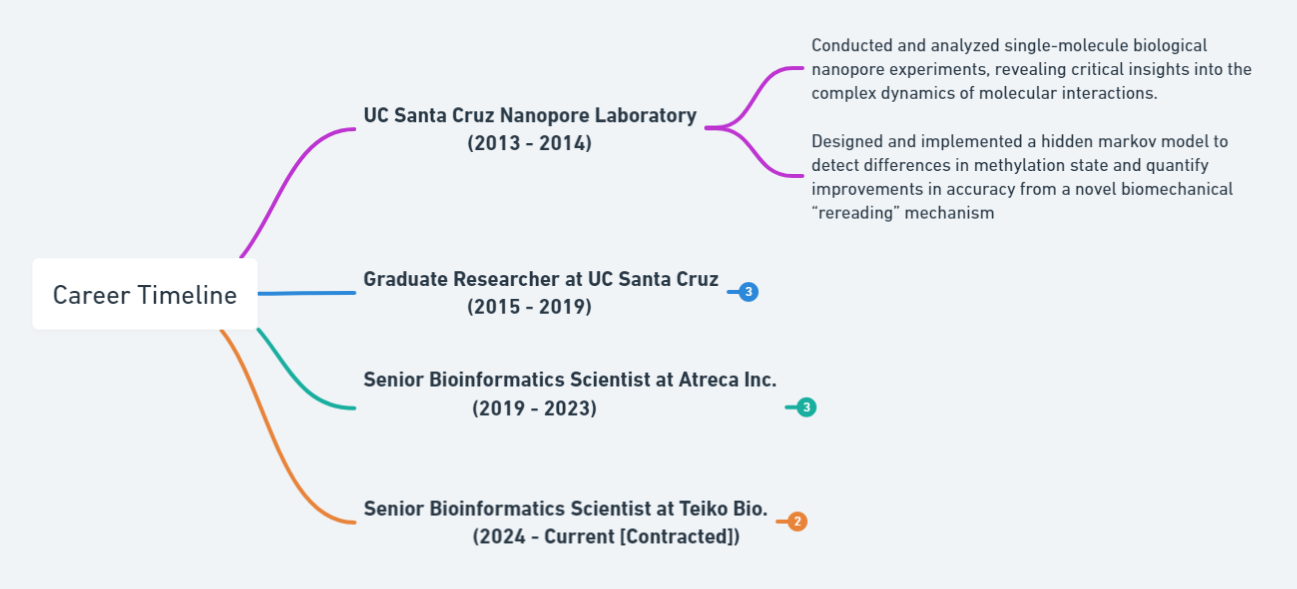 Career Timeline
UC Santa Cruz Nanopore Laboratory
(2013 - 2014)
Conducted and analyzed single-molecule biological
nanopore experiments, revealing critical insights into the
complex dynamics of molecular interactions.
Designed and implemented a hidden markov model to
detect differences in methylation state and quantify
improvements in accuracy from a novel biomechanical
“rereading” mechanism
Graduate Researcher at UC Santa Cruz
(2015 - 2019)
3
Senior Bioinformatics Scientist at Atreca Inc.
(2019 - 2023)
3
Senior Bioinformatics Scientist at Teiko Bio.
(2024 - Current [Contracted])
2